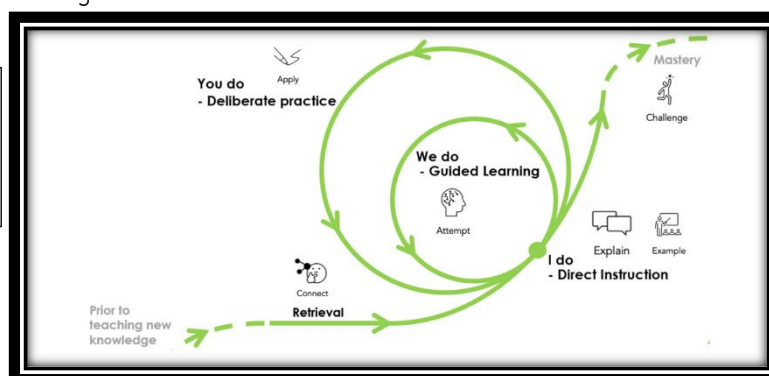 Apply
You do
- Deliberate practice
Mastery
Challenge
We do
- Guided Learning
Attempt
Explain
Example
I do
- Direct Instruction
Connect
Retrieval
Prior to
teaching new
knowledge